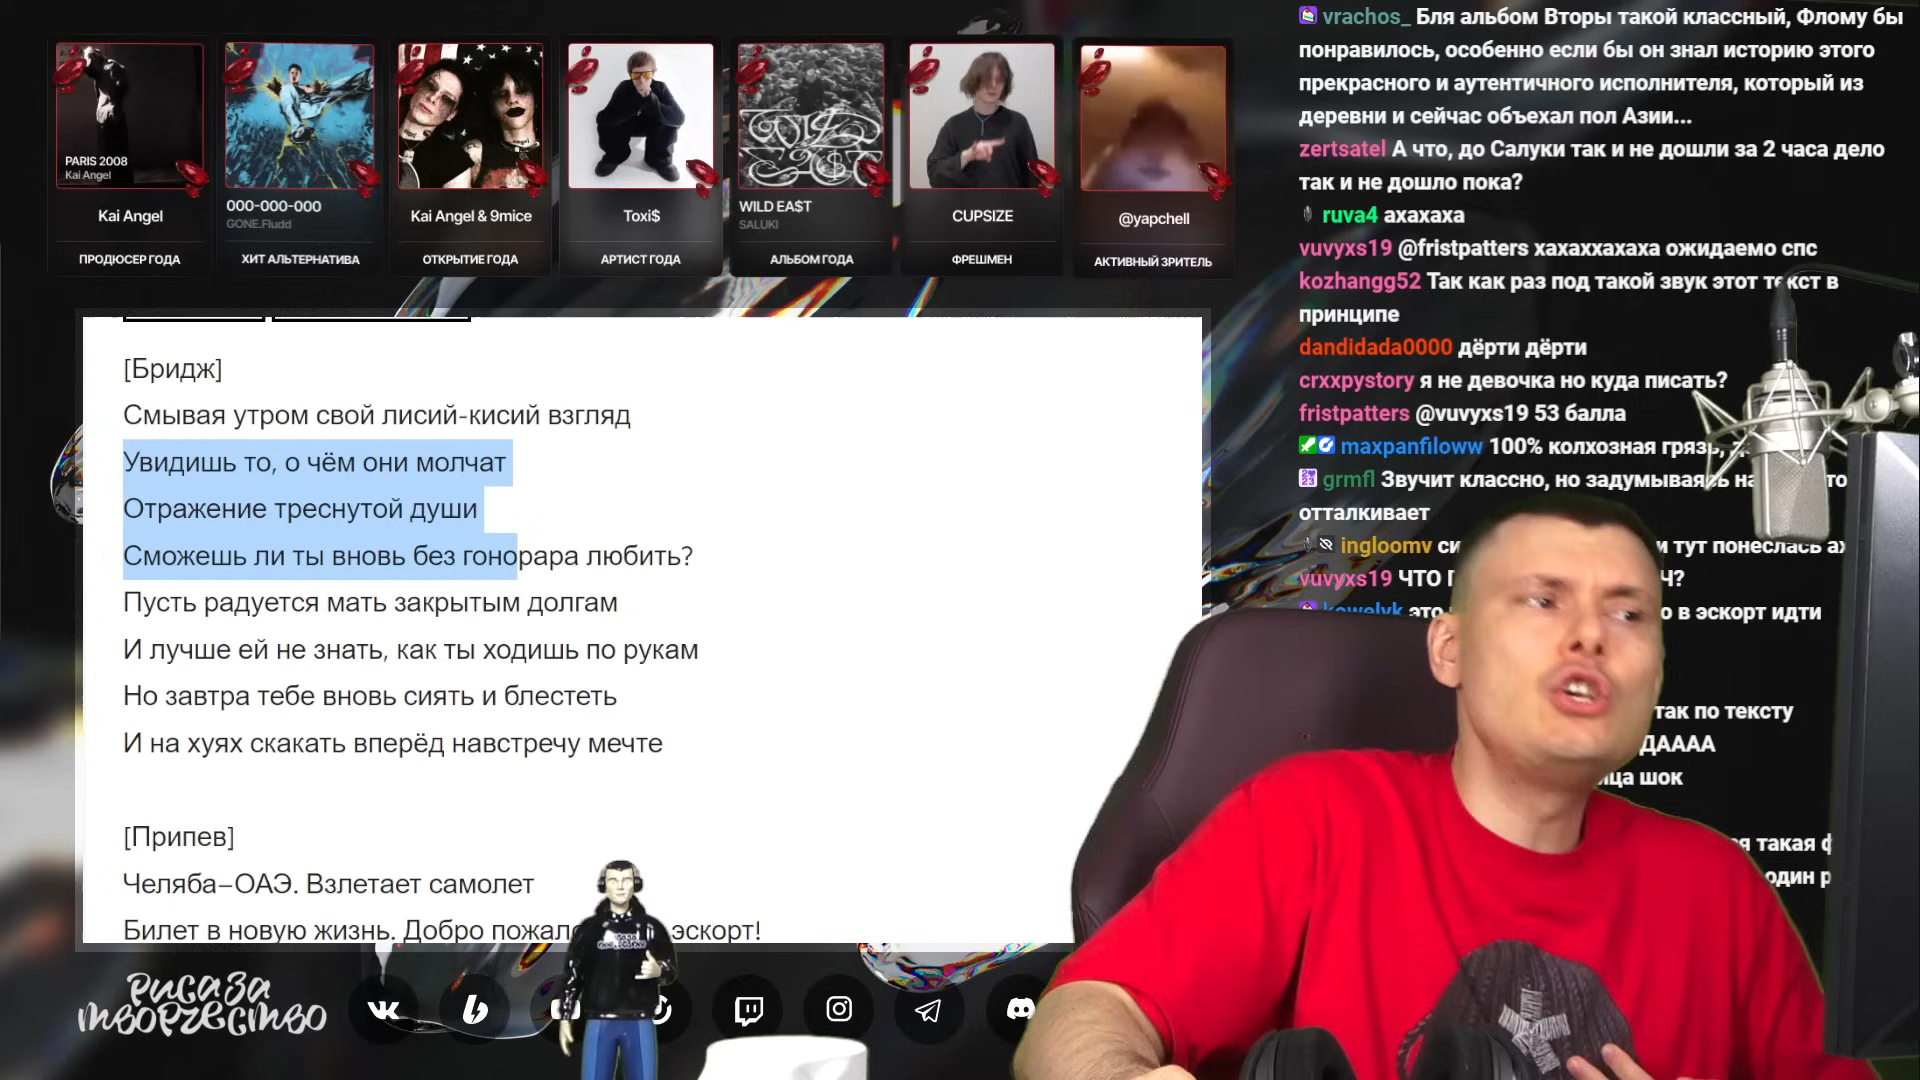 PARIS 2008
Kai Angel
Kai Angel
ПРОДЮСЕР ГОДА
000-000-000
GONE.Fludd
ХИТ АЛЬТЕРНАТИВА
Kai Angel & 9mice
ОТКРЫТИЕ ГОДА
Toxi$
АРТИСТ ГОДА
WILD EA$T
SALUKI
АЛЬБОМ ГОДА
CUPSIZE
ФРЕШМЕН
@yapchell
АКТИВНЫЙ ЗРИТЕЛЬ
[Бридж]
Смывая утром свой лисий-кисий взгляд
Увидишь то, о чём они молчат
Отражение треснутой души
Сможешь ли ты вновь без гонорара любить?
Пусть радуется мать закрытым долгам
И лучше ей не знать, как ты ходишь по рукам
Но завтра тебе вновь сиять и блестеть
И на хуях скакать вперёд навстречу мечте
[Припев]
Челяба–ОАЭ. Взлетает самолет
Билет в новую жизнь. Добро эскорт!
риса за
творчество
vrachos_ Бля альбом Вторы такой классный, Флому бы
понравилось, особенно если бы он знал историю этого
прекрасного и аутентичного исполнителя, который из
деревни и сейчас объехал пол Азии...
zertsatel А что, до Салуки так и не дошли за 2 часа дело
так и не дошло пока?
ruva4 ахахаха
vuvyxs19 @fristpatters хахаххахаха ожидаемо спс
kozhangg52 Так как раз под такой звук этот текст в
принципе
dandidada0000 дёрти дёрти
crxxpystory я не девочка но куда писать?
fristpatters @vuvyxs19 53 балла
maxpanfiloww 100% колхозная грязь,
grmfl Звучит классно, но задумываясь
отталкивает
ingloomv и тут понеслась
vuvyxs19 ЧТО
kowelyk в эскорт идти
так по тексту
шок
такая
один